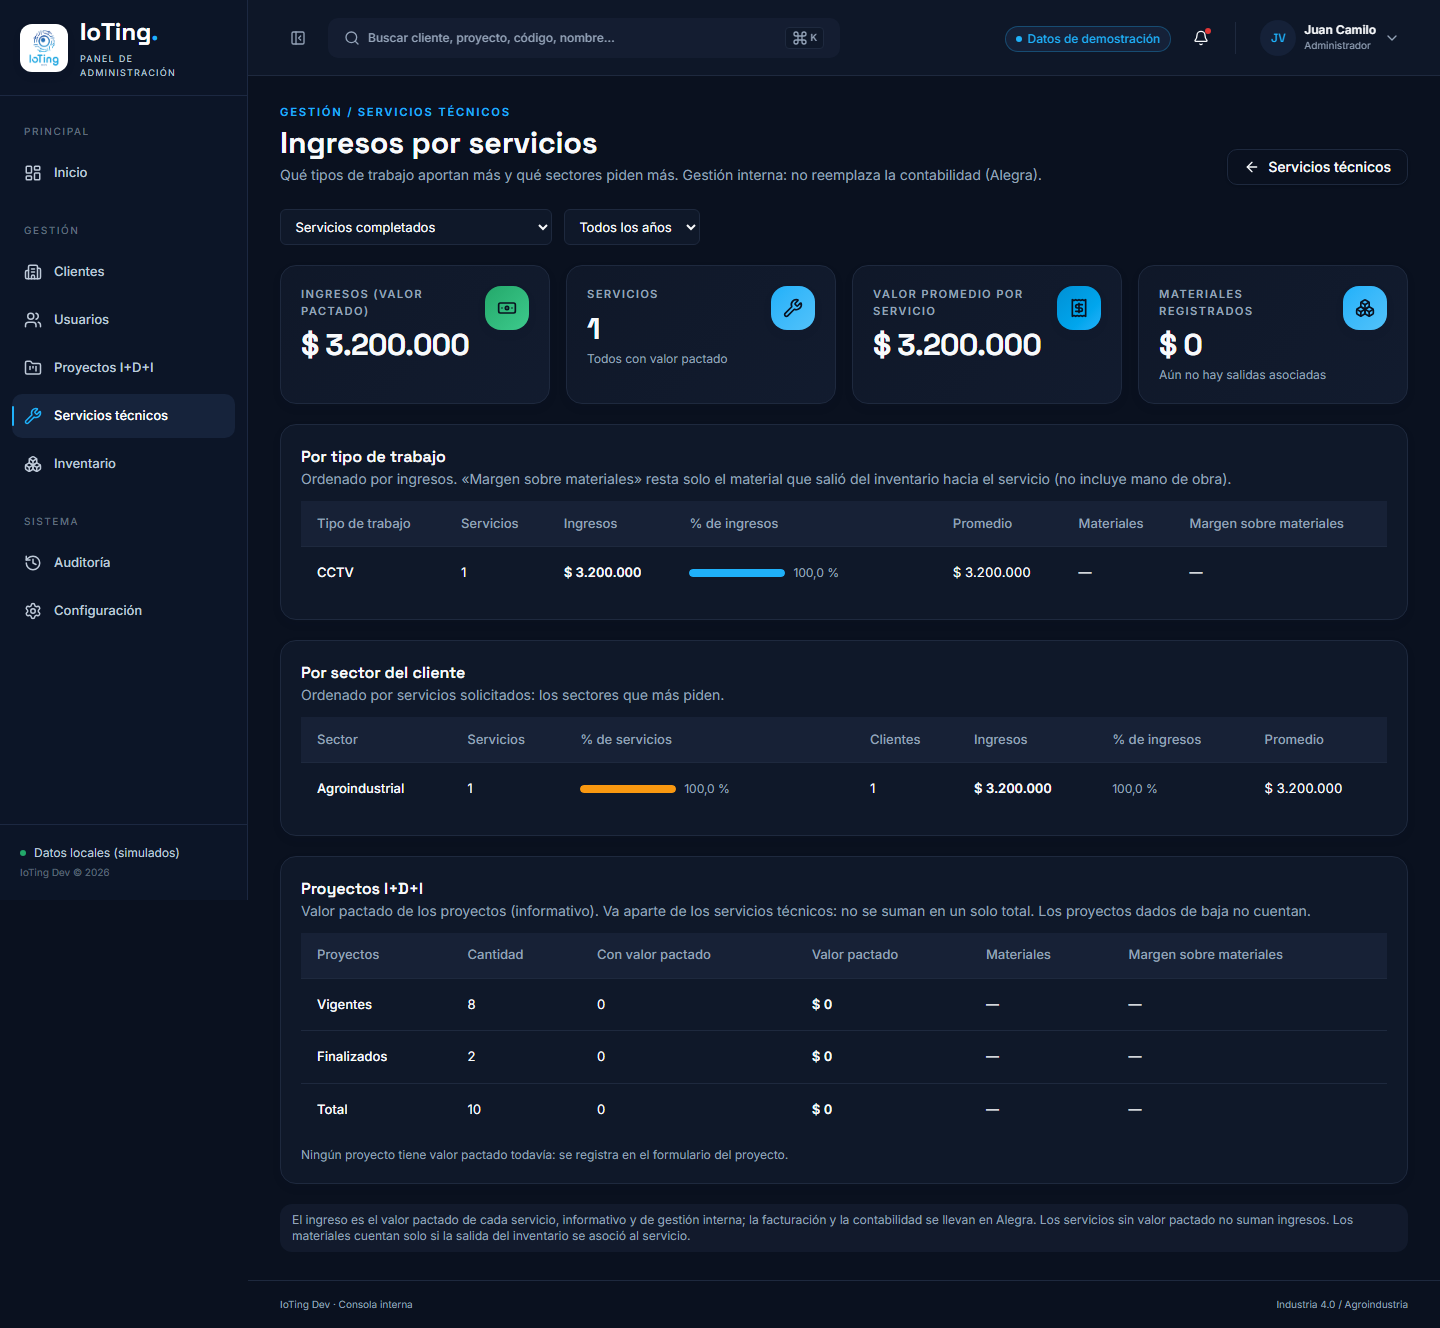 IoTing
IoTing.
PANEL DE
ADMINISTRACIÓN
Buscar cliente, proyecto, código, nombre...
⌘ K
Datos de demostración
JV
Juan Camilo
Administrador
PRINCIPAL
Inicio
GESTIÓN
Clientes
Usuarios
Proyectos I+D+I
Servicios técnicos
Inventario
SISTEMA
Auditoría
Configuración
Datos locales (simulados)
IoTing Dev © 2026
GESTIÓN / SERVICIOS TÉCNICOS
Ingresos por servicios
Qué tipos de trabajo aportan más y qué sectores piden más. Gestión interna: no reemplaza la contabilidad (Alegra).
← Servicios técnicos
Servicios completados
Todos los años
INGRESOS (VALOR
PACTADO)
$ 3.200.000
SERVICIOS
1
Todos con valor pactado
VALOR PROMEDIO POR
SERVICIO
$ 3.200.000
MATERIALES
REGISTRADOS
$ 0
Aún no hay salidas asociadas
Por tipo de trabajo
Ordenado por ingresos. «Margen sobre materiales» resta solo el material que salió del inventario hacia el servicio (no incluye mano de obra).
Tipo de trabajo Servicios Ingresos % de ingresos Promedio Materiales Margen sobre materiales
CCTV 1 $ 3.200.000 100,0 % $ 3.200.000 — —
Por sector del cliente
Ordenado por servicios solicitados: los sectores que más piden.
Sector Servicios % de servicios Clientes Ingresos % de ingresos Promedio
Agroindustrial 1 100,0 % 1 $ 3.200.000 100,0 % $ 3.200.000
Proyectos I+D+I
Valor pactado de los proyectos (informativo). Va aparte de los servicios técnicos: no se suman en un solo total. Los proyectos dados de baja no cuentan.
Proyectos Cantidad Con valor pactado Valor pactado Materiales Margen sobre materiales
Vigentes 8 0 $ 0 — —
Finalizados 2 0 $ 0 — —
Total 10 0 $ 0 — —
Ningún proyecto tiene valor pactado todavía: se registra en el formulario del proyecto.
El ingreso es el valor pactado de cada servicio, informativo y de gestión interna; la facturación y la contabilidad se llevan en Alegra. Los servicios sin valor pactado no suman ingresos. Los
materiales cuentan solo si la salida del inventario se asoció al servicio.
IoTing Dev · Consola interna
Industria 4.0 / Agroindustria